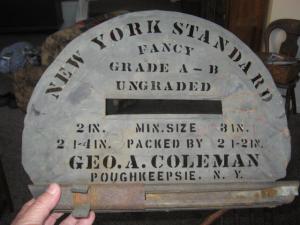 NEW YORK STANDARD
FANCY
GRADE A-B
UNGRADED
2 IN. MIN. SIZE 3 IN.
2 1-4 IN. PACKED BY 2 1-2 IN.
GEO. A. COLEMAN
POUGHKEEPSIE, N. Y.